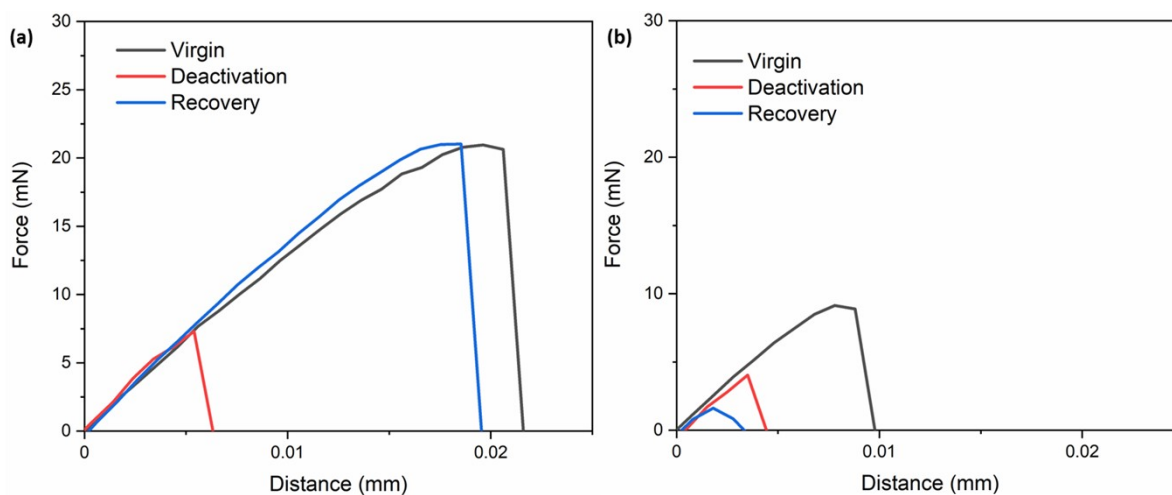 (a)
30
25
20
15
10
5
0
Force (mN)
Virgin
Deactivation
Recovery
0
0.01
0.02
Distance (mm)
(b)
30
20
10
0
Force (mN)
Virgin
Deactivation
Recovery
0
0.01
0.02
Distance (mm)